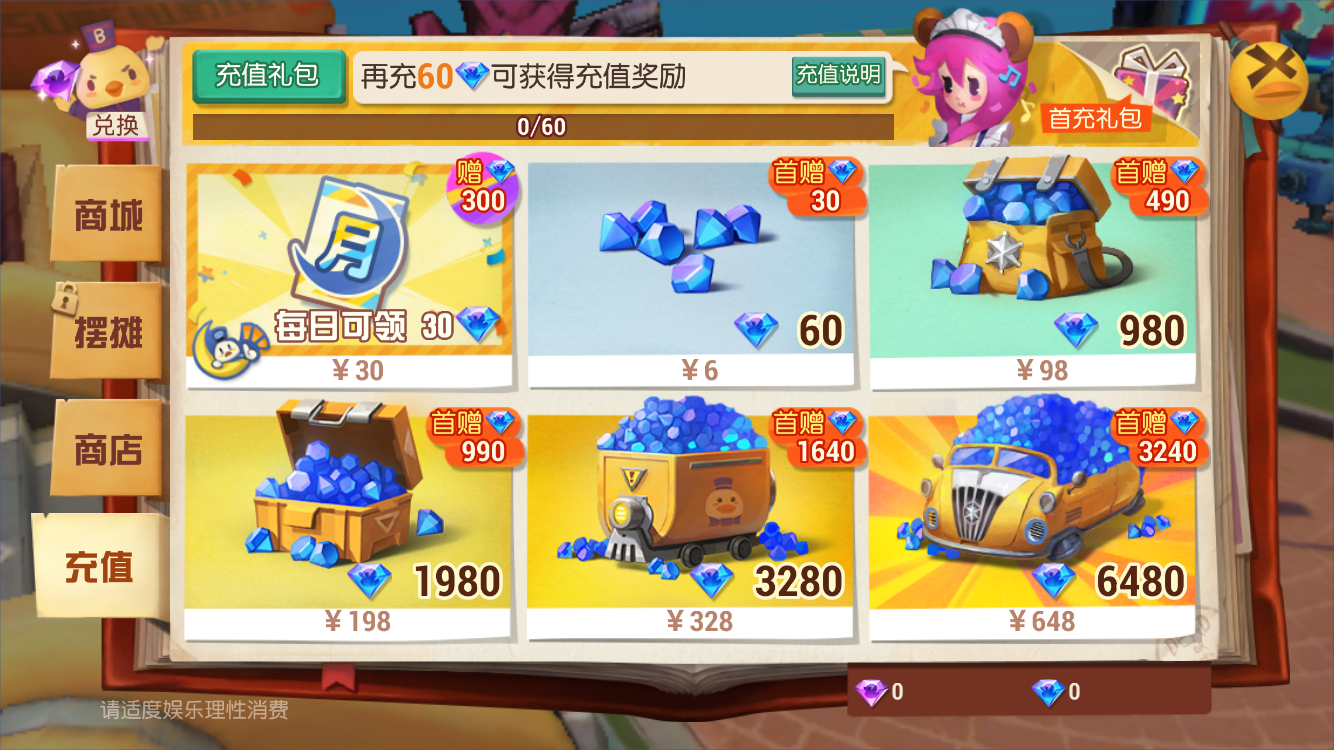 B
兑换
充值礼包
再充60可获得充值奖励
充值说明
0/60
首充礼包
商城
摆摊
商店
充值
赠
300
月
每日可领 30
¥30
首赠
30
60
¥6
首赠
490
980
¥98
首赠
990
1980
¥198
首赠
1640
3280
¥328
首赠
3240
6480
¥648
0
0
请适度娱乐理性消费